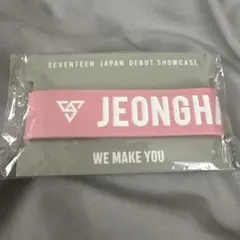 SEVENTEEN JAPAN DEBUT SHOWCASE
JEONGHA
WE MAKE YOU